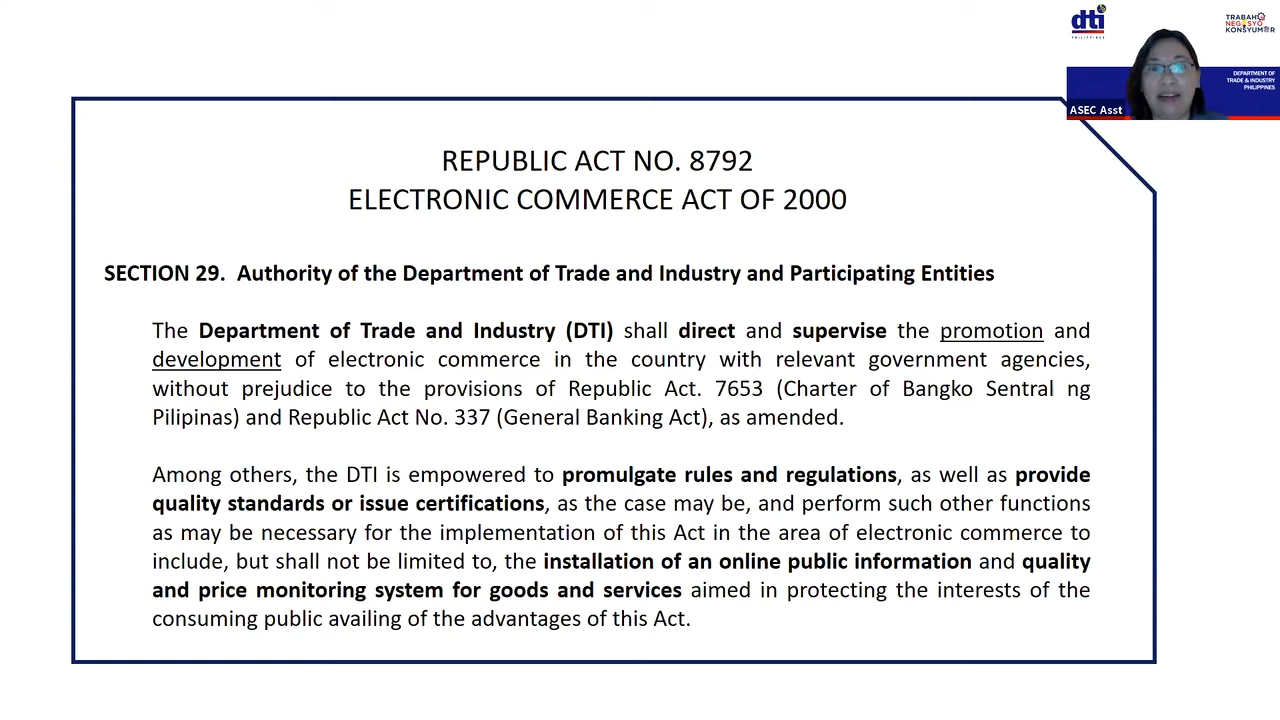 dti
PHILIPPINES
TRABAHO
NEGOSYO
KONSYUMER
DEPARTMENT OF
TRADE & INDUSTRY
PHILIPPINES
ASEC Asst
REPUBLIC ACT NO. 8792
ELECTRONIC COMMERCE ACT OF 2000
SECTION 29. Authority of the Department of Trade and Industry and Participating Entities
The Department of Trade and Industry (DTI) shall direct and supervise the promotion and
development of electronic commerce in the country with relevant government agencies,
without prejudice to the provisions of Republic Act. 7653 (Charter of Bangko Sentral ng
Pilipinas) and Republic Act No. 337 (General Banking Act), as amended.
Among others, the DTI is empowered to promulgate rules and regulations, as well as provide
quality standards or issue certifications, as the case may be, and perform such other functions
as may be necessary for the implementation of this Act in the area of electronic commerce to
include, but shall not be limited to, the installation of an online public information and quality
and price monitoring system for goods and services aimed in protecting the interests of the
consuming public availing of the advantages of this Act.